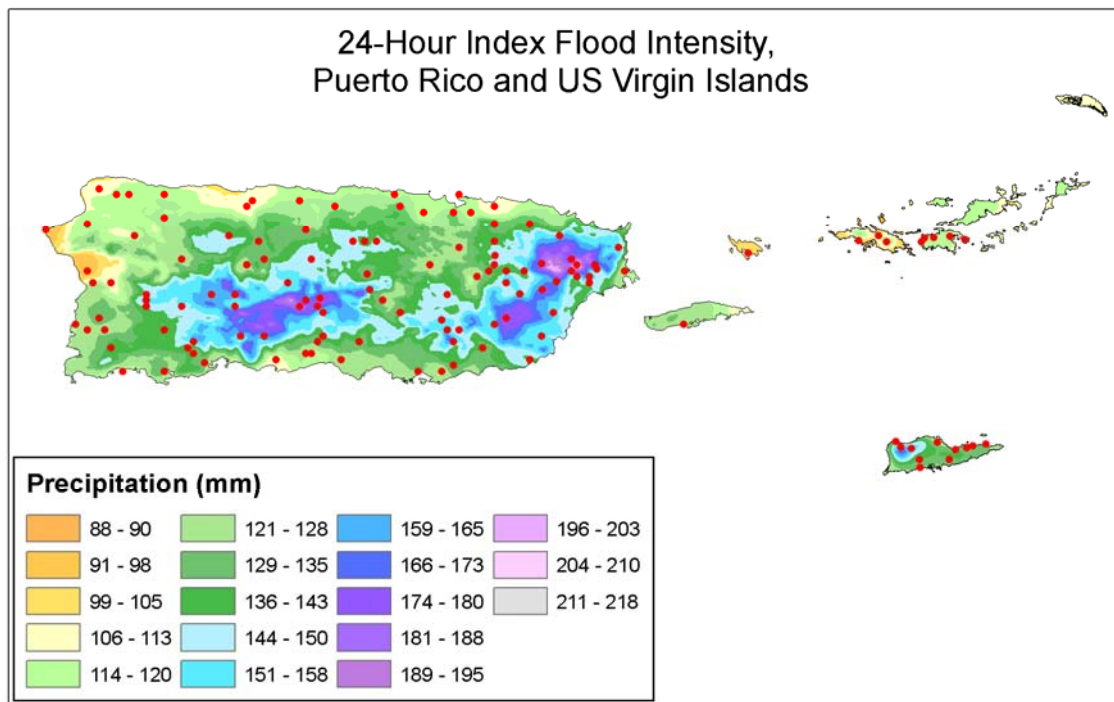 24-Hour Index Flood Intensity,
Puerto Rico and US Virgin Islands
Precipitation (mm)
88 - 90
91 - 98
99 - 105
106 - 113
114 - 120
121 - 128
129 - 135
136 - 143
144 - 150
151 - 158
159 - 165
166 - 173
174 - 180
181 - 188
189 - 195
196 - 203
204 - 210
211 - 218